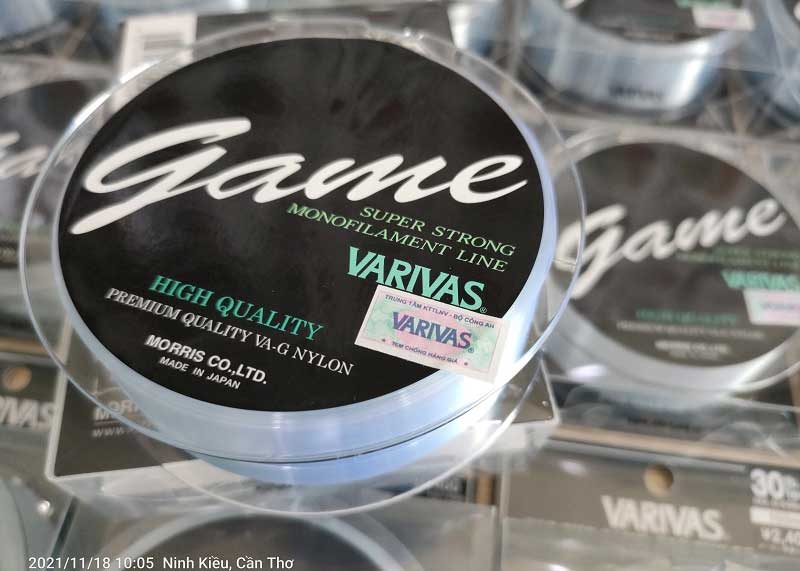 game
SUPER STRONG
MONOFILAMENT LINE
VARIVAS®
HIGH QUALITY
PREMIUM QUALITY VA-G NYLON
MORRIS CO.,LTD.
MADE IN JAPAN
TRUNG TÂM KTTLNV - BỘ CÔNG AN
VARIVAS®
TEM CHỐNG HÀNG GIẢ
game
VARIVAS
VARIVAS
30
VARIVAS
2021/11/18 10:05 Ninh Kiều, Cần Thơ